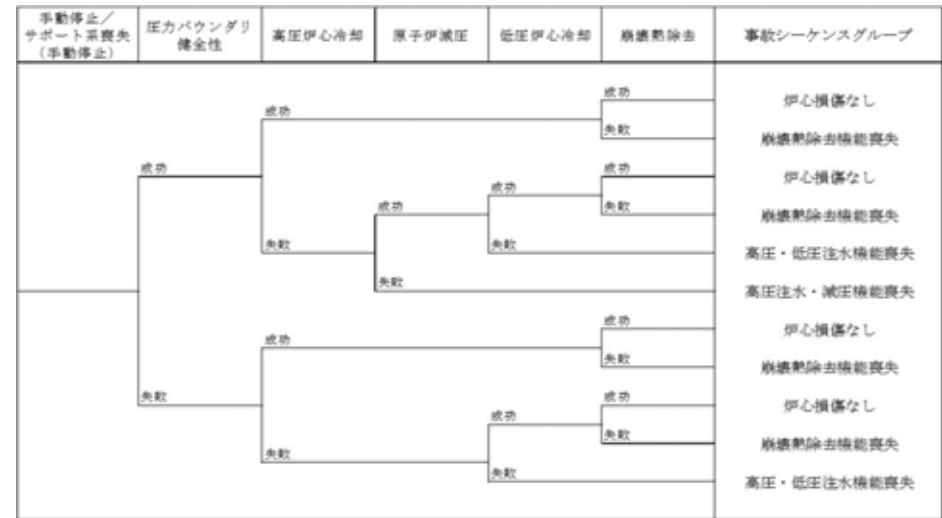 手動停止／
サポート系喪失
(手動停止)
圧力バウンダリ
健全性
高圧炉心冷却
原子炉減圧
低圧炉心冷却
崩壊熱除去
事故シーケンスグループ
成功
炉心損傷なし
成功
失敗
崩壊熱除去機能喪失
成功
成功
炉心損傷なし
成功
成功
失敗
崩壊熱除去機能喪失
失敗
失敗
高圧・低圧注水機能喪失
失敗
高圧注水・減圧機能喪失
成功
炉心損傷なし
成功
失敗
崩壊熱除去機能喪失
失敗
成功
炉心損傷なし
成功
失敗
崩壊熱除去機能喪失
失敗
失敗
高圧・低圧注水機能喪失